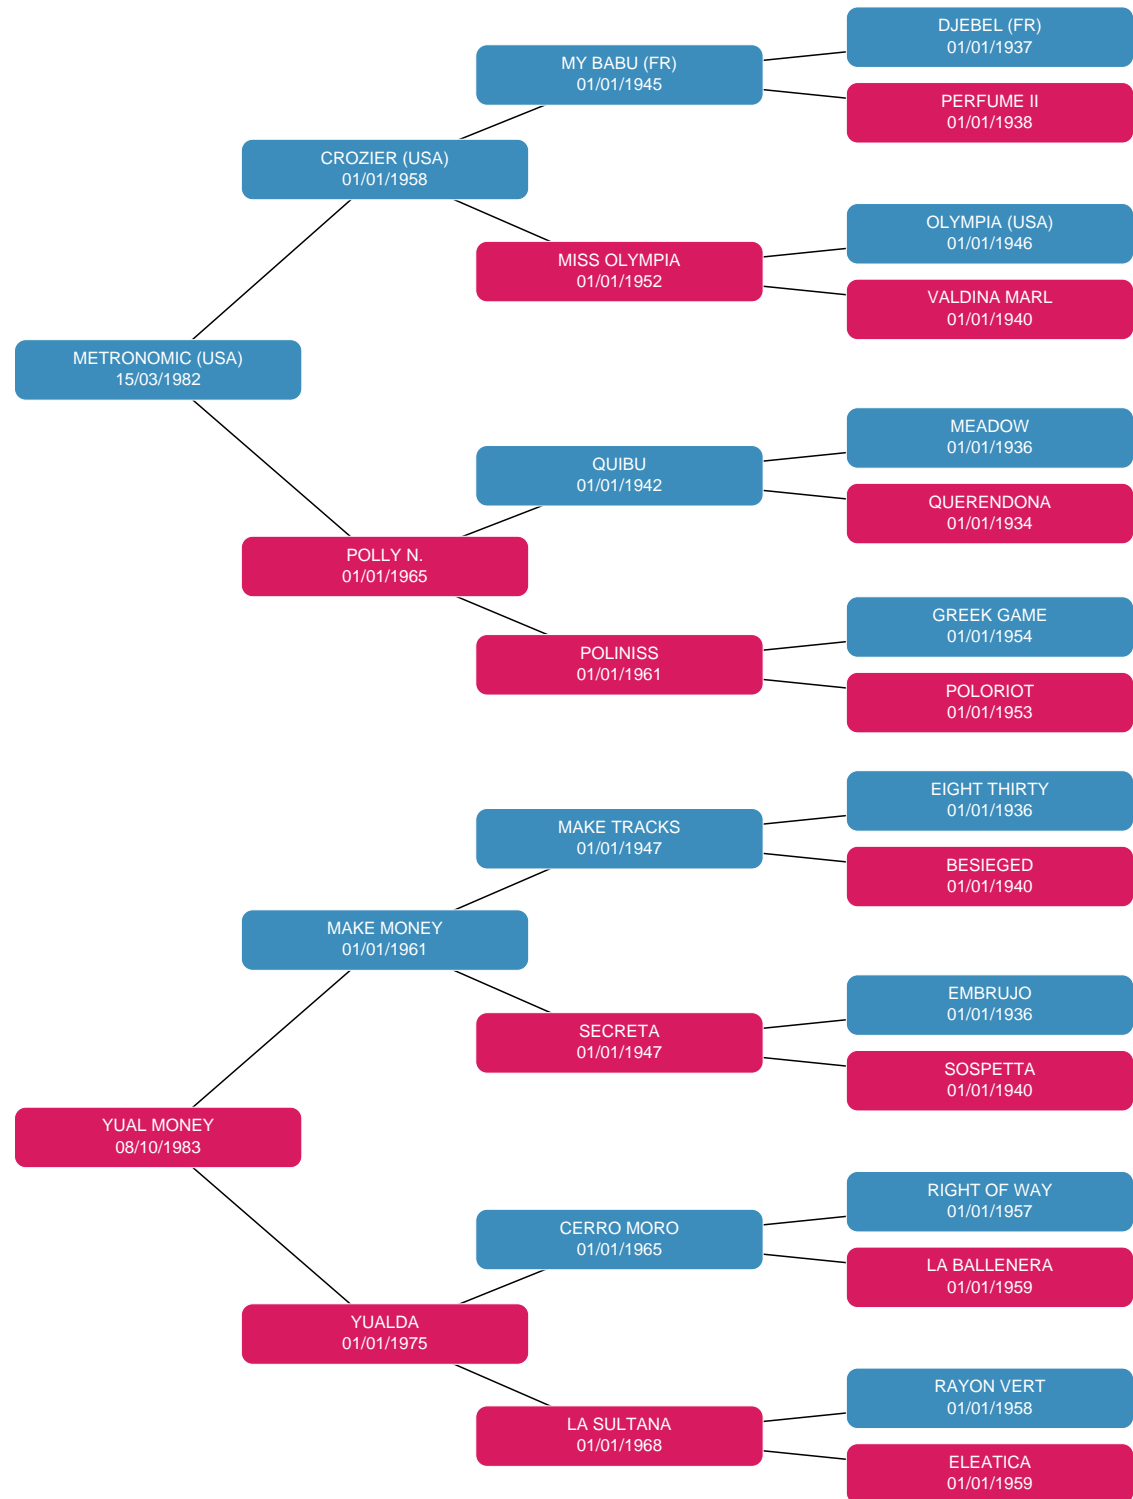 DJEBEL (FR)
01/01/1937
MY BABU (FR)
01/01/1945
PERFUME II
01/01/1938
CROZIER (USA)
01/01/1958
OLYMPIA (USA)
01/01/1946
MISS OLYMPIA
01/01/1952
VALDINA MARL
01/01/1940
METRONOMIC (USA)
15/03/1982
MEADOW
01/01/1936
QUIBU
01/01/1942
QUERENDONA
01/01/1934
POLLY N.
01/01/1965
GREEK GAME
01/01/1954
POLINISS
01/01/1961
POLORIOT
01/01/1953
EIGHT THIRTY
01/01/1936
MAKE TRACKS
01/01/1947
BESIEGED
01/01/1940
MAKE MONEY
01/01/1961
EMBRUJO
01/01/1936
SECRETA
01/01/1947
SOSPETTA
01/01/1940
YUAL MONEY
08/10/1983
RIGHT OF WAY
01/01/1957
CERRO MORO
01/01/1965
LA BALLENERA
01/01/1959
YUALDA
01/01/1975
RAYON VERT
01/01/1958
LA SULTANA
01/01/1968
ELEATICA
01/01/1959